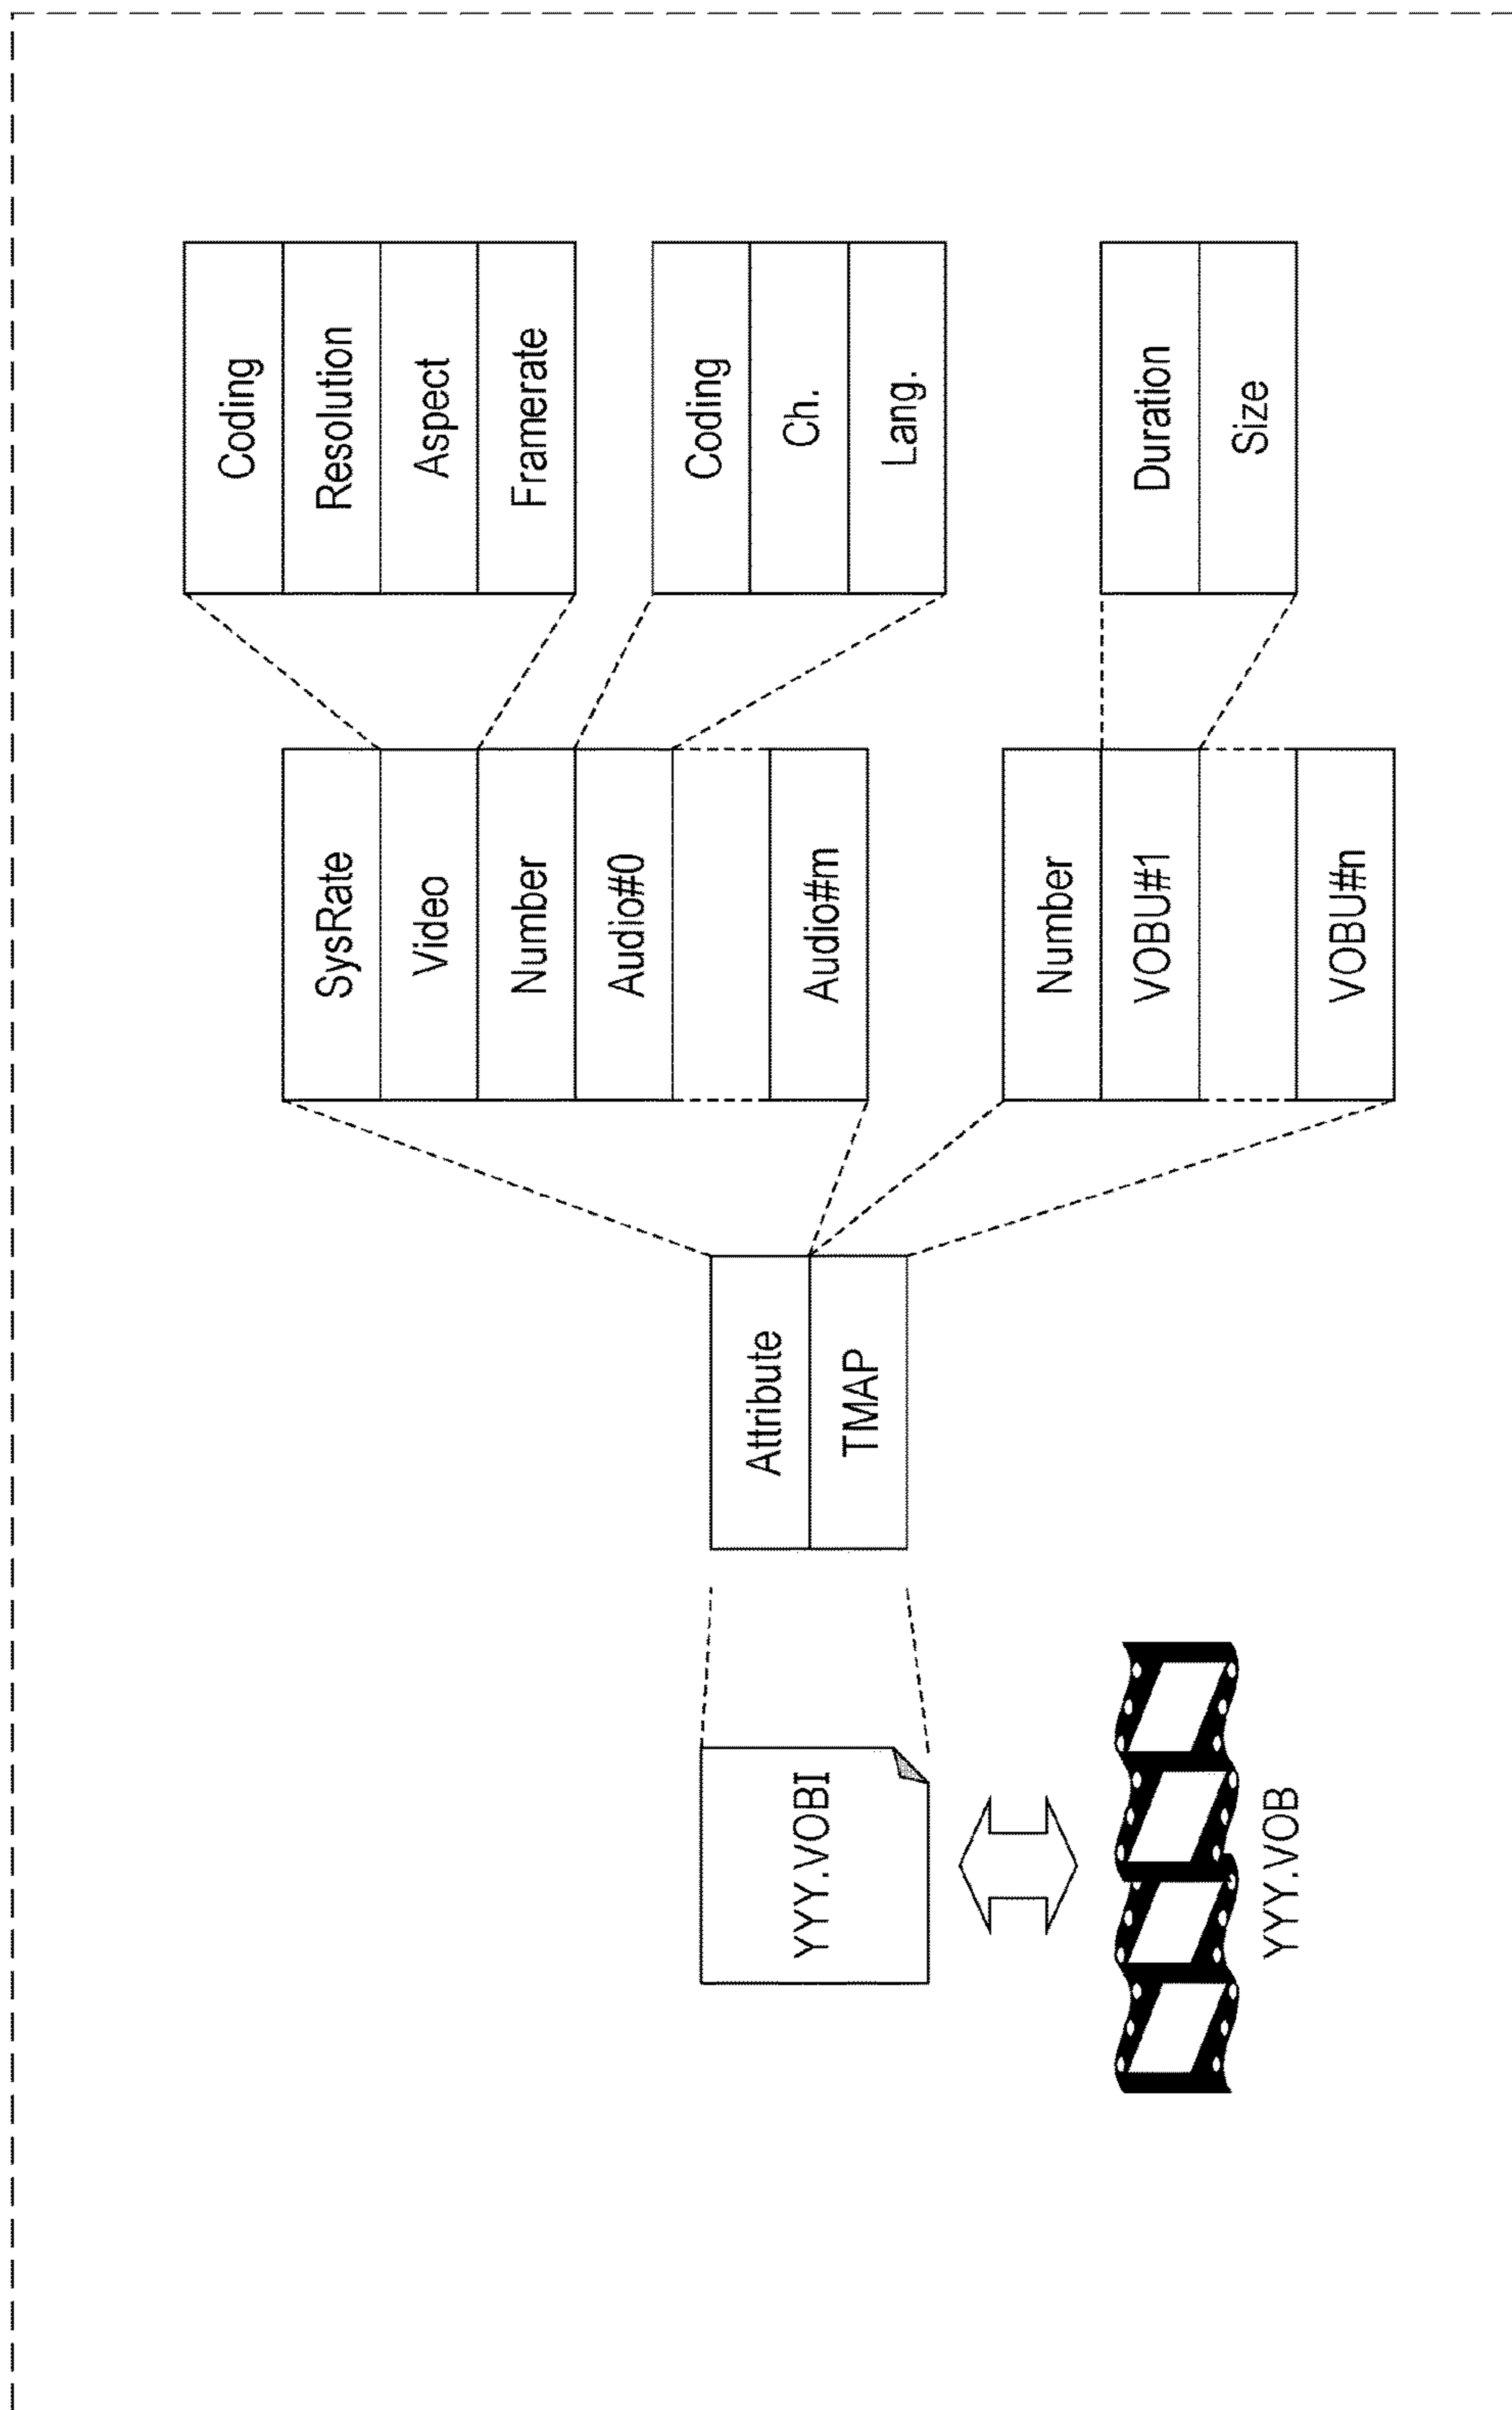 YYY.VOBI
YYY.VOB
Attribute
TMAP
SysRate
Video
Number
Audio#0
Audio#m
Number
VOBU#1
VOBU#n
Coding
Resolution
Aspect
Framerate
Coding
Ch.
Lang.
Duration
Size